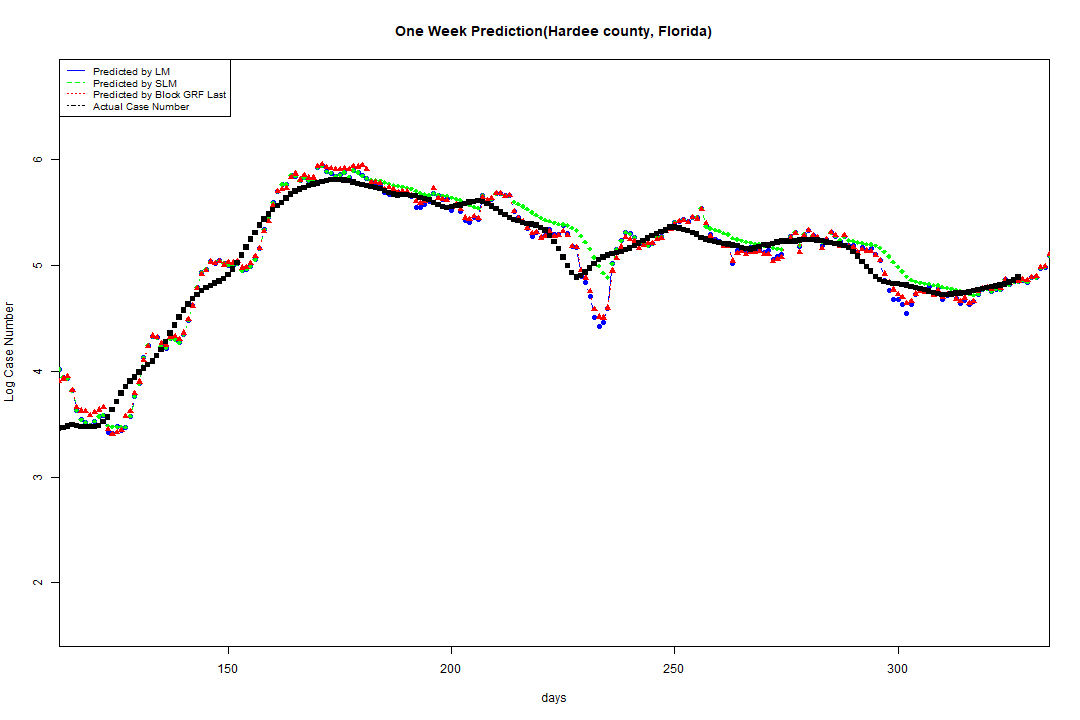 One Week Prediction(Hardee county, Florida)
Predicted by LM
Predicted by SLM
Predicted by Block GRF Last
Actual Case Number
6
5
4
3
2
Log Case Number
150 200 250 300
days